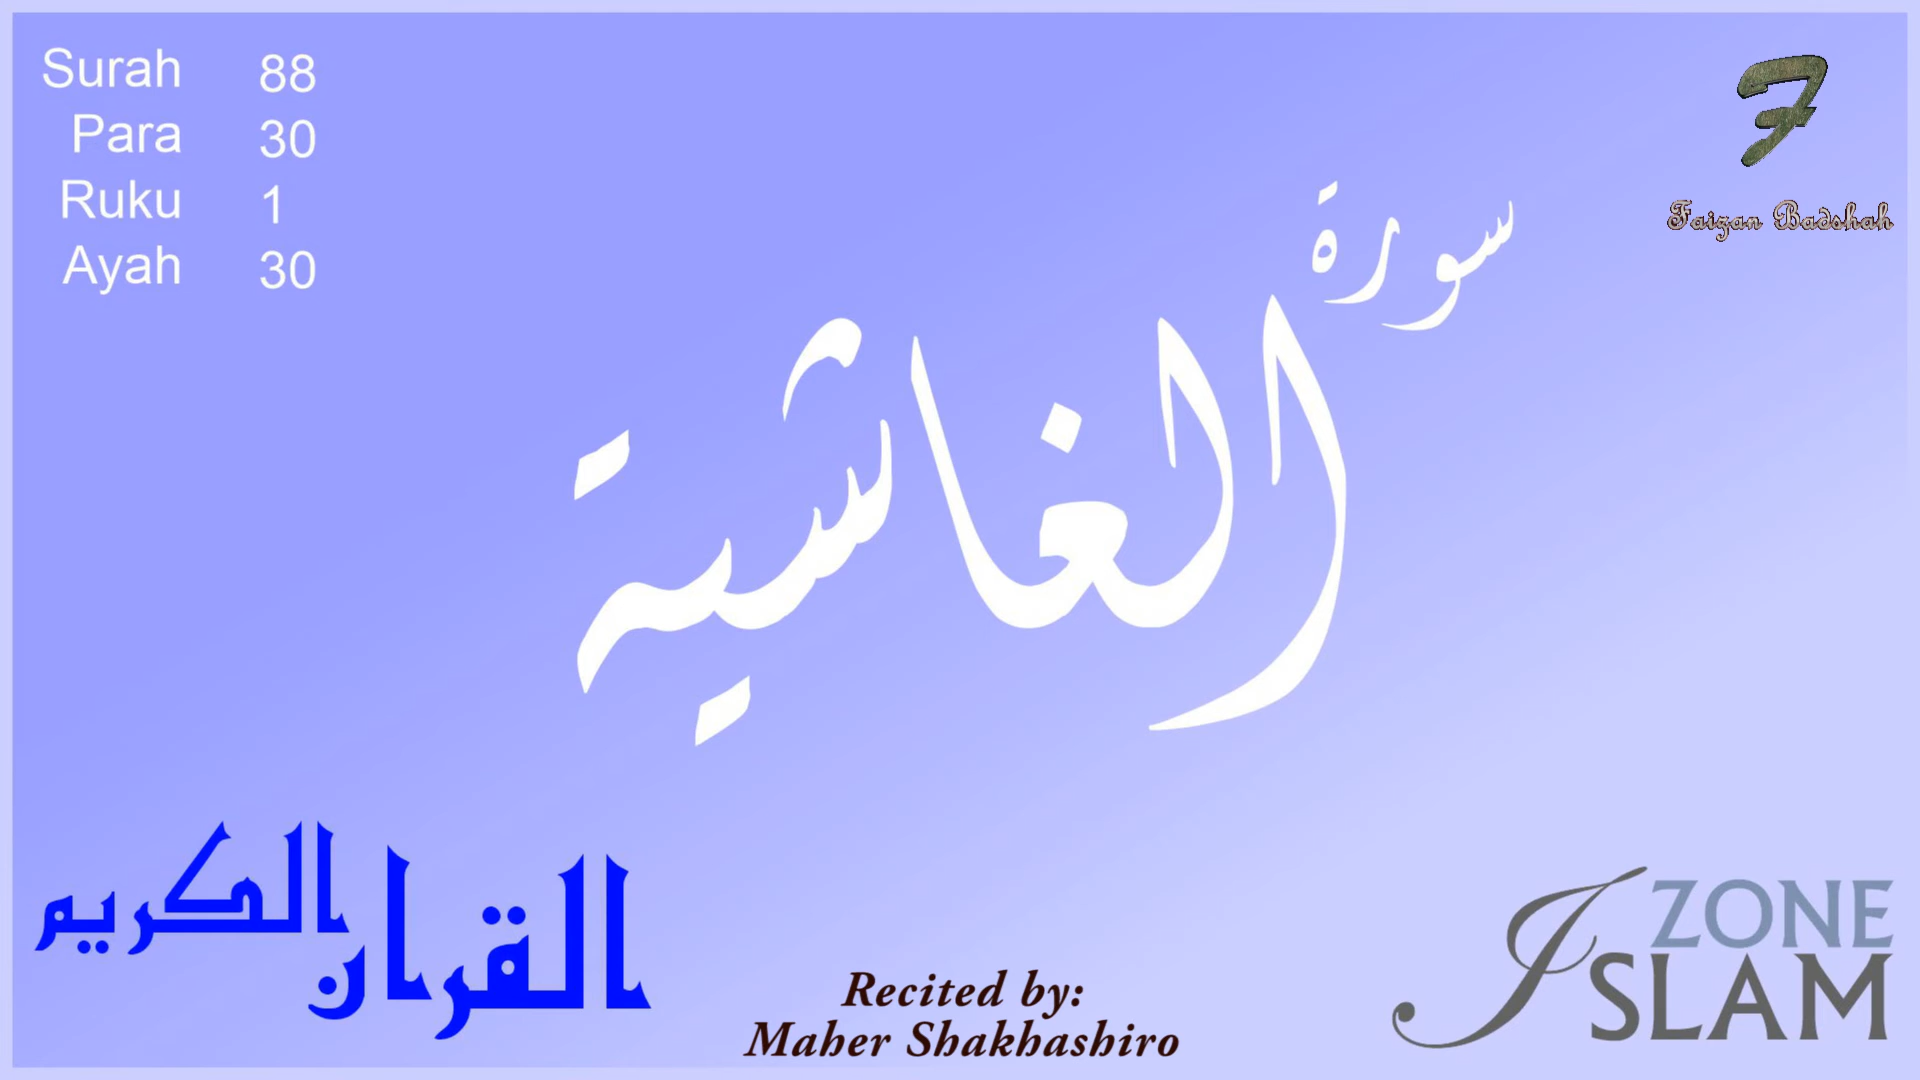 Surah 88
Para 30
Ruku 1
Ayah 30
F
Faizan Badshah
سورة
الغاشية
القران الكريم
Recited by:
Maher Shakhashiro
ZONE
ISLAM